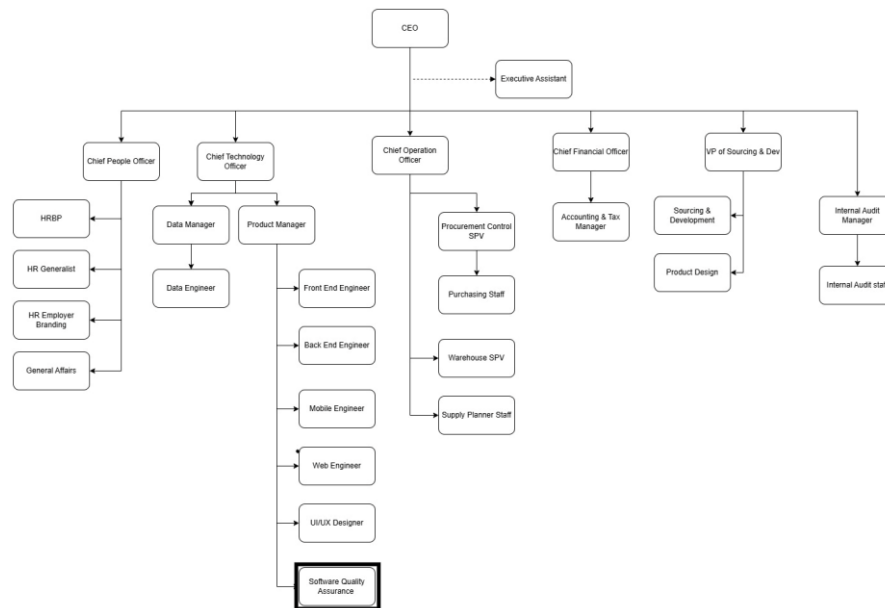 CEO
Executive Assistant
Chief People Officer
Chief Technology
Officer
Chief Operation
Officer
Chief Financial Officer
VP of Sourcing & Dev
HRBP
HR Generalist
HR Employer
Branding
General Affairs
Data Manager
Product Manager
Data Engineer
Front End Engineer
Back End Engineer
Mobile Engineer
Web Engineer
UI/UX Designer
Software Quality
Assurance
Procurement Control
SPV
Purchasing Staff
Warehouse SPV
Supply Planner Staff
Accounting & Tax
Manager
Sourcing &
Development
Product Design
Internal Audit
Manager
Internal Audit staf